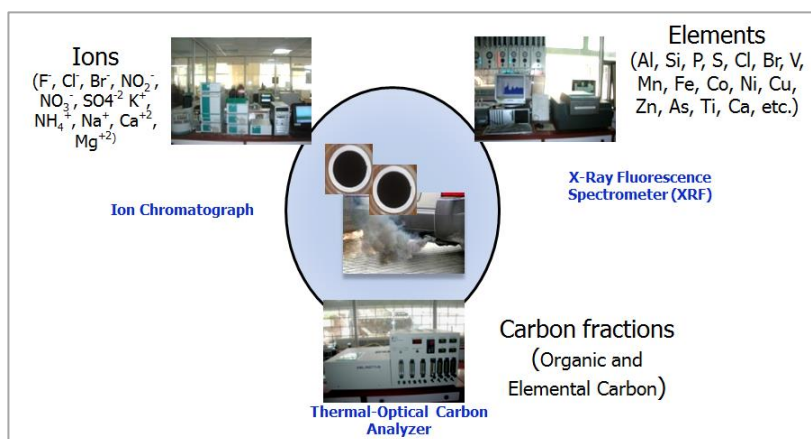 Ions
(F⁻, Cl⁻, Br⁻, NO₂⁻,
NO₃⁻, SO4⁻² K⁺,
NH₄⁺, Na⁺, Ca⁺²,
Mg⁺²⁾
Ion Chromatograph
Elements
(Al, Si, P, S, Cl, Br, V,
Mn, Fe, Co, Ni, Cu,
Zn, As, Ti, Ca, etc.)
X-Ray Fluorescence
Spectrometer (XRF)
Carbon fractions
(Organic and
Elemental Carbon)
Thermal-Optical Carbon
Analyzer